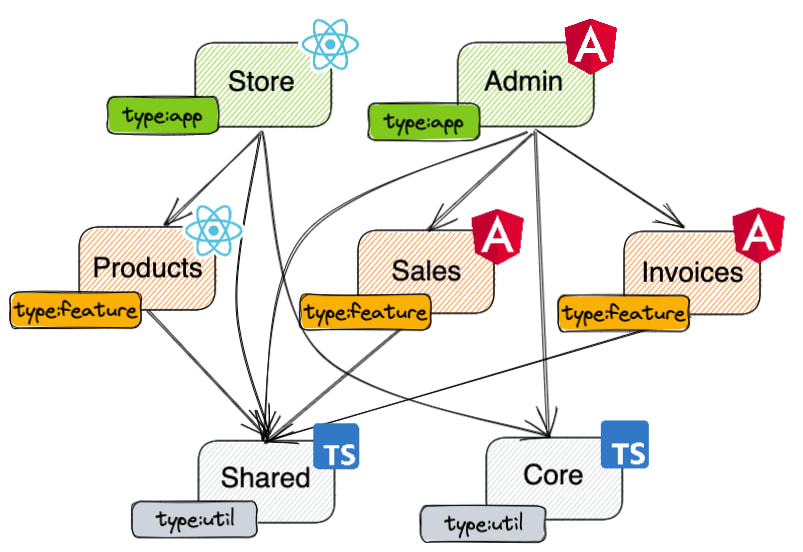 Store
type:app
Admin
type:app
Products
type:feature
Sales
type:feature
Invoices
type:feature
Shared
TS
type:util
Core
TS
type:util